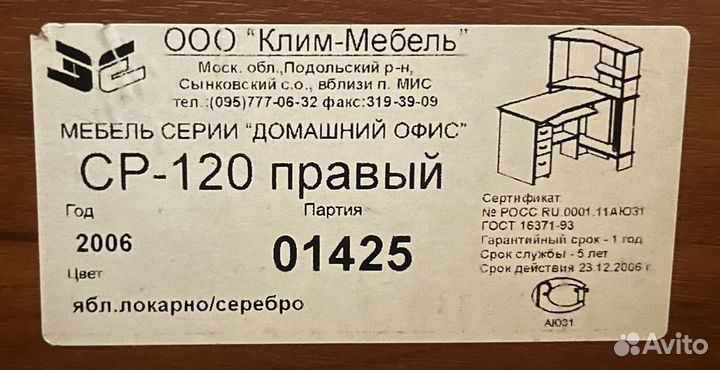 ООО "Клим-Мебель"
Моск. обл.,Подольский р-н,
Сынковский с.о., вблизи п. МИС
тел.:(095)777-06-32 факс:319-39-09
МЕБЕЛЬ СЕРИИ "ДОМАШНИЙ ОФИС"
СР-120 правый
Год
Партия
2006
01425
Цвет
ябл.локарно/серебро
Сертификат
№ РОСС RU.0001.11АЮ31
ГОСТ 16371-93
Гарантийный срок - 1 год
Срок службы - 5 лет
Срок действия 23.12.2006 г
АЮ31
Avito